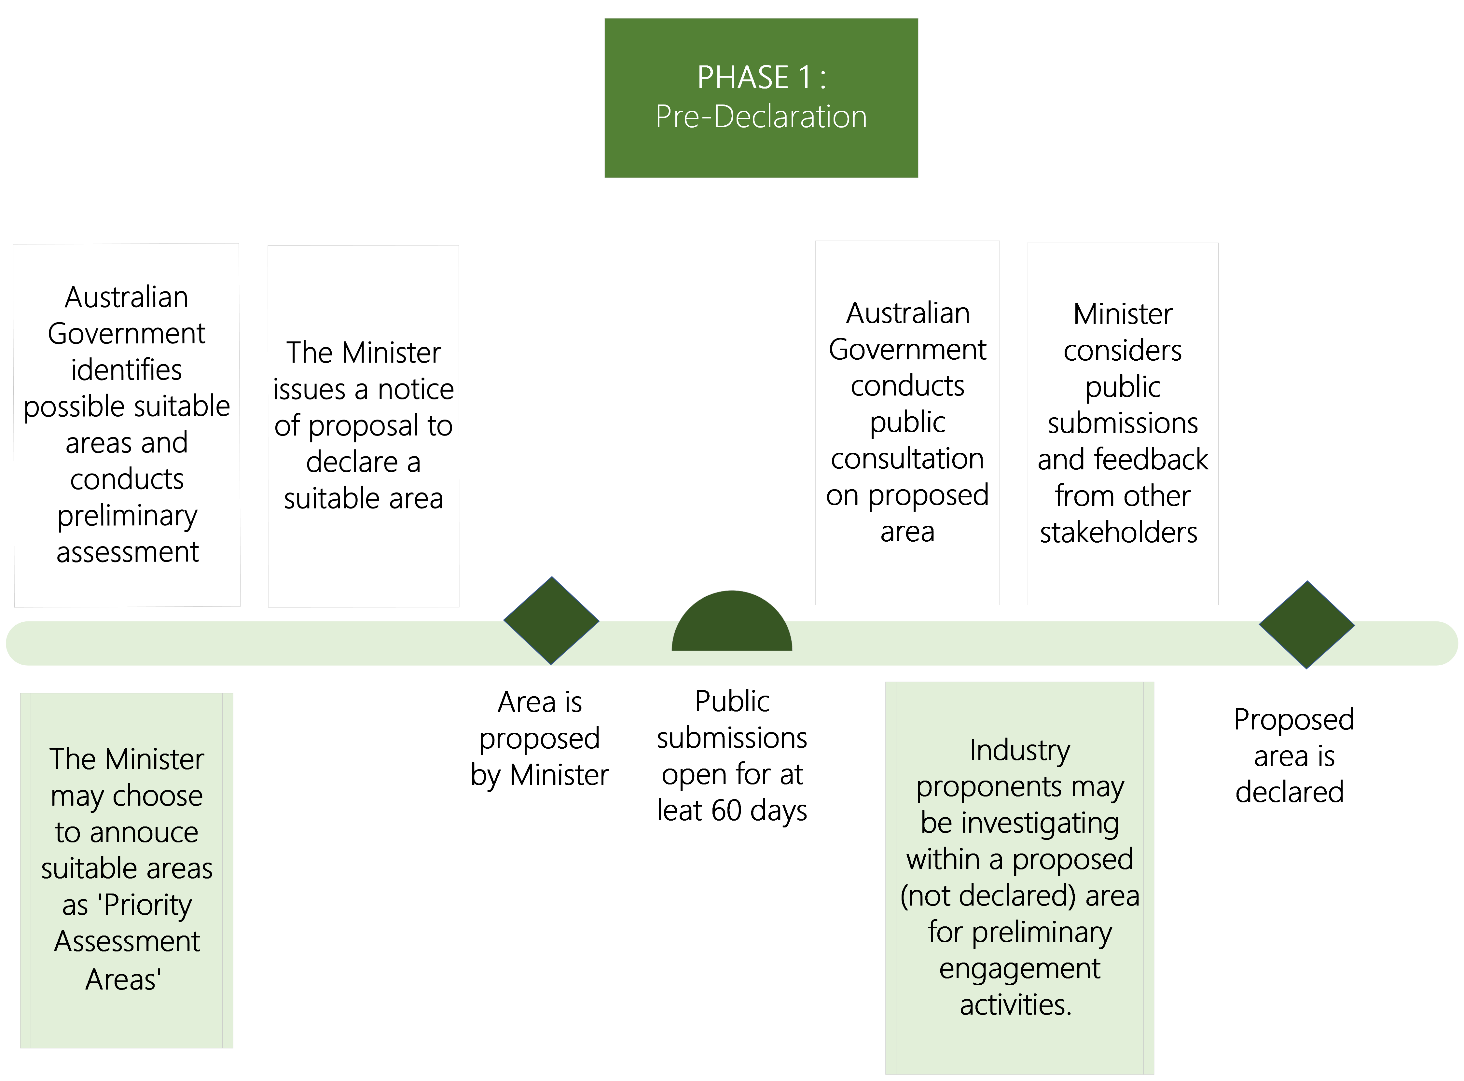 PHASE 1 :
Pre-Declaration
Australian
Government
identifies
possible suitable
areas and
conducts
preliminary
assessment
The Minister
issues a notice
of proposal to
declare a
suitable area
Australian
Government
conducts
public
consultation
on proposed
area
Minister
considers
public
submissions
and feedback
from other
stakeholders
The Minister
may choose
to annouce
suitable areas
as 'Priority
Assessment
Areas'
Area is
proposed
by Minister
Public
submissions
open for at
leat 60 days
Industry
proponents may
be investigating
within a proposed
(not declared) area
for preliminary
engagement
activities.
Proposed
area is
declared